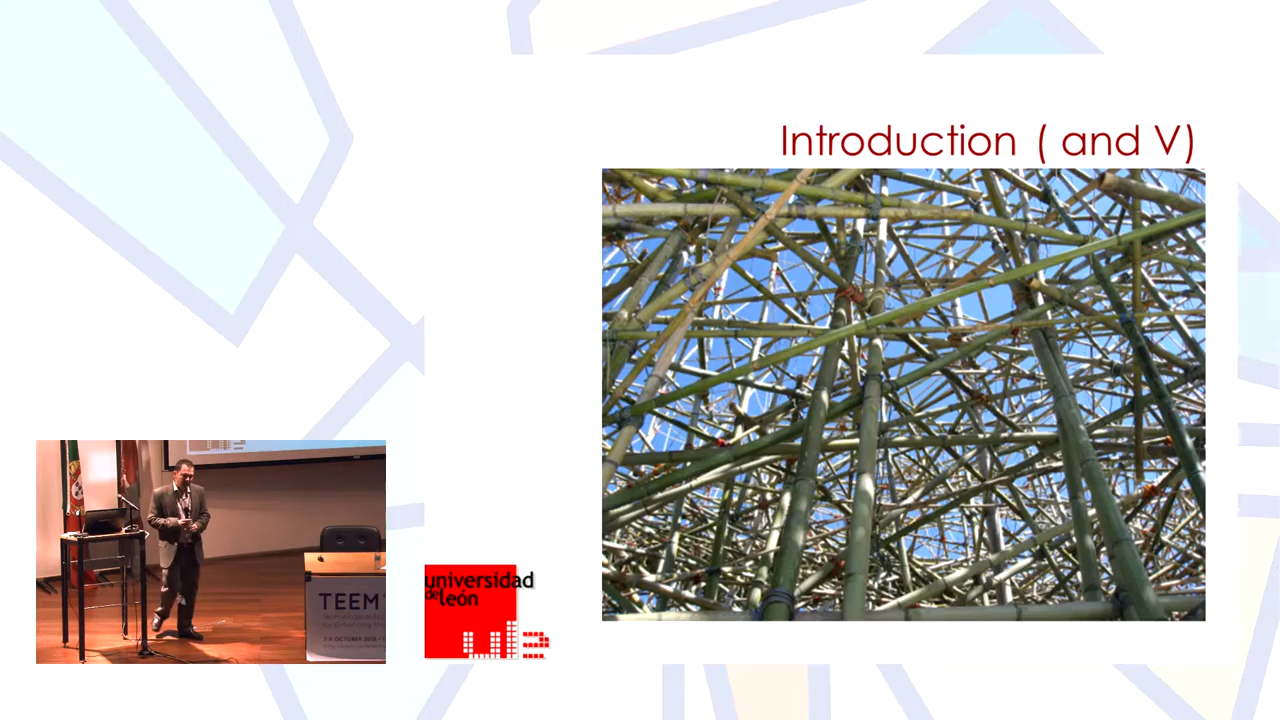 Introduction ( and V)
universidad
de león
TEEM'